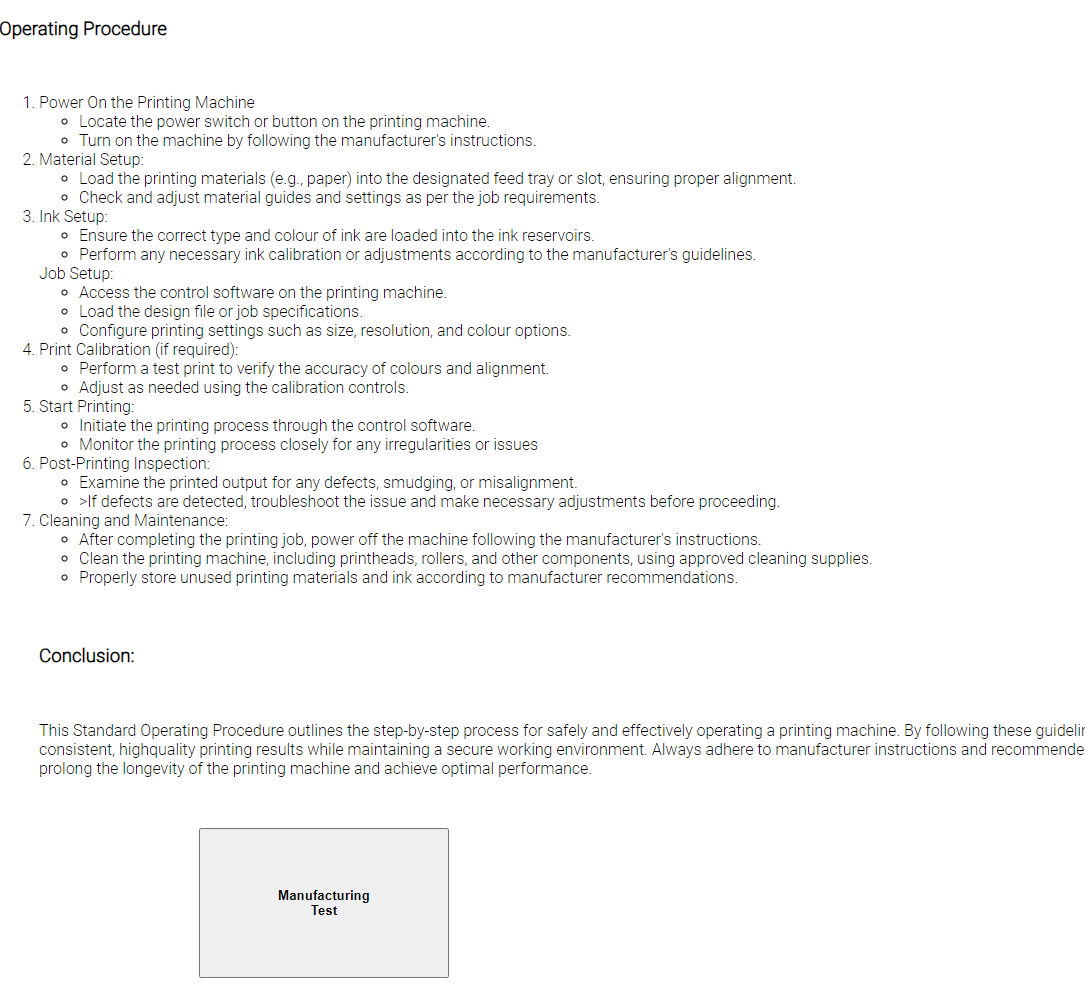 Operating Procedure
1. Power On the Printing Machine
Locate the power switch or button on the printing machine.
Turn on the machine by following the manufacturer's instructions.
2. Material Setup:
Load the printing materials (e.g., paper) into the designated feed tray or slot, ensuring proper alignment.
Check and adjust material guides and settings as per the job requirements.
3. Ink Setup:
Ensure the correct type and colour of ink are loaded into the ink reservoirs.
Perform any necessary ink calibration or adjustments according to the manufacturer's guidelines.
Job Setup:
Access the control software on the printing machine.
Load the design file or job specifications.
Configure printing settings such as size, resolution, and colour options.
4. Print Calibration (if required):
Perform a test print to verify the accuracy of colours and alignment.
Adjust as needed using the calibration controls.
5. Start Printing:
Initiate the printing process through the control software.
Monitor the printing process closely for any irregularities or issues
6. Post-Printing Inspection:
Examine the printed output for any defects, smudging, or misalignment.
>If defects are detected, troubleshoot the issue and make necessary adjustments before proceeding.
7. Cleaning and Maintenance:
After completing the printing job, power off the machine following the manufacturer's instructions.
Clean the printing machine, including printheads, rollers, and other components, using approved cleaning supplies.
Properly store unused printing materials and ink according to manufacturer recommendations.
Conclusion:
This Standard Operating Procedure outlines the step-by-step process for safely and effectively operating a printing machine. By following these
consistent, highquality printing results while maintaining a secure working environment. Always adhere to manufacturer instructions and
prolong the longevity of the printing machine and achieve optimal performance.
Manufacturing
Test